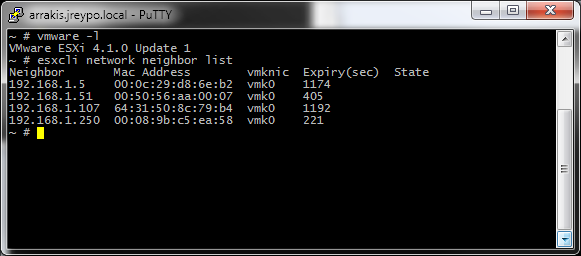 arrakis.jreypo.local - PuTTY
~ # vmware -l
VMware ESXi 4.1.0 Update 1
~ # esxcli network neighbor list
Neighbor       Mac Address        vmknic  Expiry(sec)  State
192.168.1.5    00:0c:29:d8:6e:b2  vmk0    1174
192.168.1.51   00:50:56:aa:00:07  vmk0    405
192.168.1.107  64:31:50:8c:79:b4  vmk0    1192
192.168.1.250  00:08:9b:c5:ea:58  vmk0    221
~ #